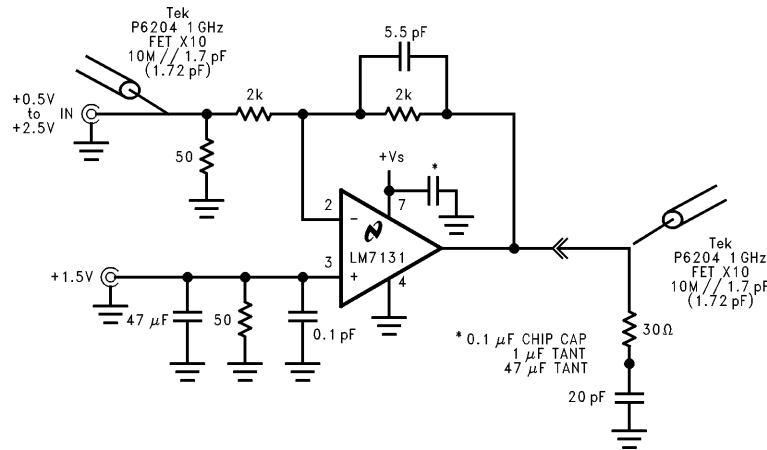 Tek
P6204 1 GHz
FET X10
10M // 1.7 pF
(1.72 pF)
5.5 pF
+0.5V
to IN
+2.5V
2k
2k
50
+Vs
*
2
7
−
LM7131
3
+
4
+1.5V
47 μF
50
0.1 pF
Tek
P6204 1 GHz
FET X10
10M // 1.7 pF
(1.72 pF)
* 0.1 μF CHIP CAP
1 μF TANT
47 μF TANT
30Ω
20 pF